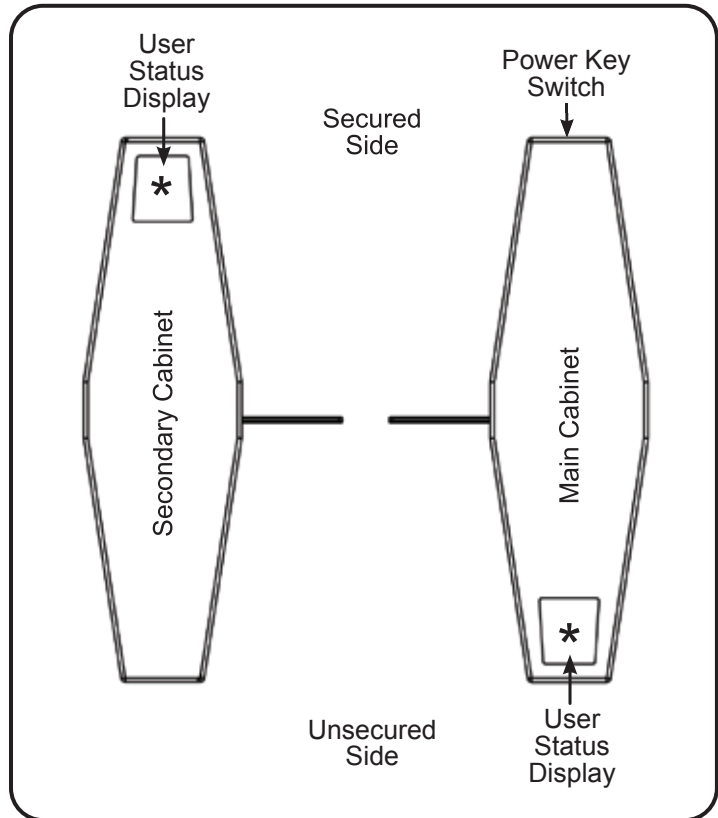 User
Status
Display
Power Key
Switch
Secured
Side
*
Secondary Cabinet
Main Cabinet
*
Unsecured
Side
User
Status
Display